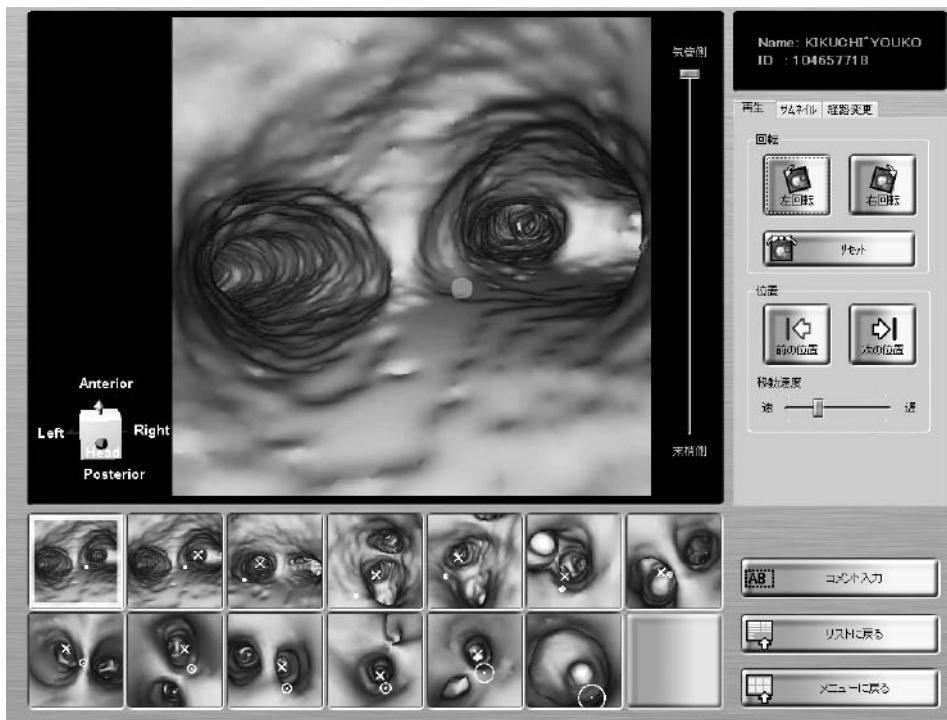 Name: KIKUCHI^YOUKO
ID : 104657718
気管側
再生 サムネイル 経路変更
回転
左回転 右回転
リセット
位置
前の位置 次の位置
移動速度
速 遅
末梢側
Anterior
Left Right
Head
Posterior
AB コメント入力
リストに戻る
メニューに戻る